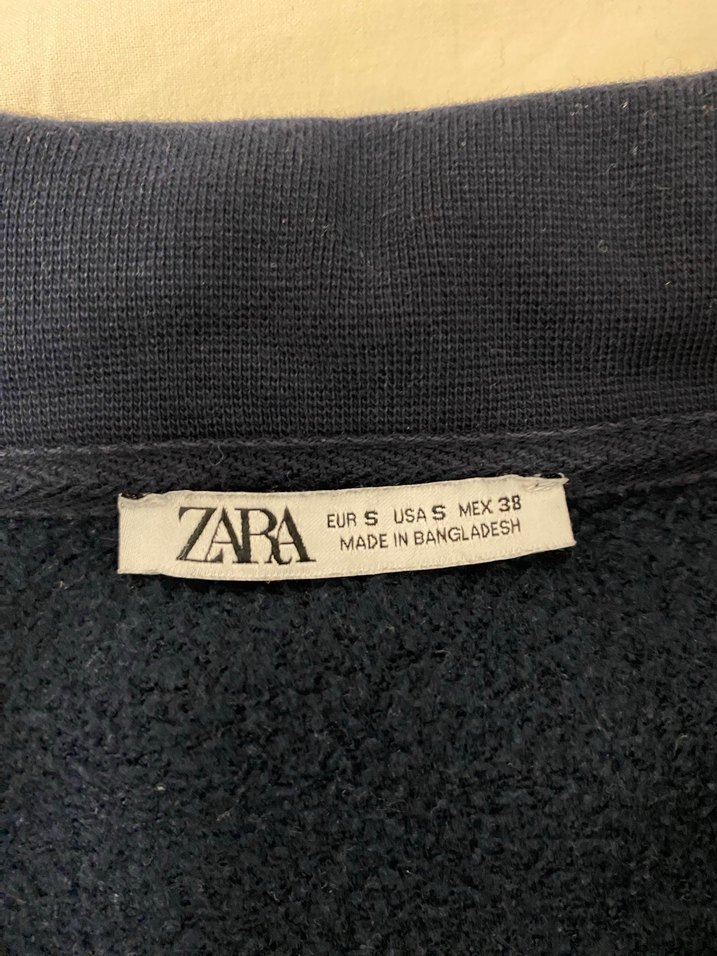 ZARA
EUR S USA S MEX 38
MADE IN BANGLADESH